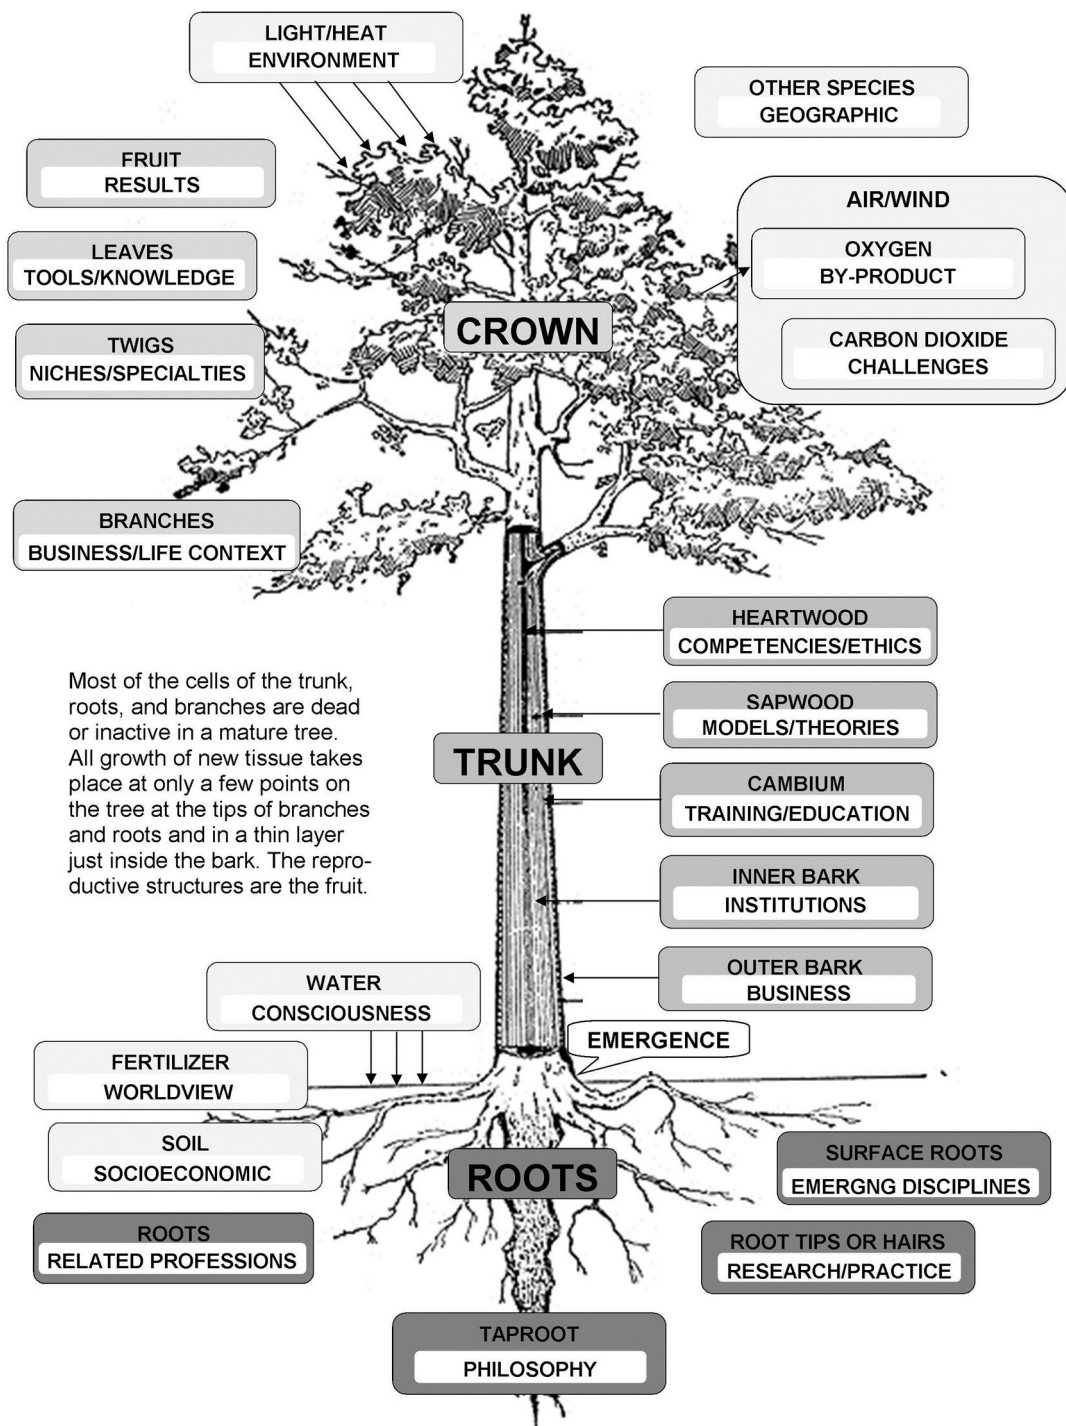 LIGHT/HEAT
ENVIRONMENT
OTHER SPECIES
GEOGRAPHIC
FRUIT
RESULTS
AIR/WIND
OXYGEN
BY-PRODUCT
LEAVES
TOOLS/KNOWLEDGE
CROWN
CARBON DIOXIDE
CHALLENGES
TWIGS
NICHES/SPECIALTIES
BRANCHES
BUSINESS/LIFE CONTEXT
HEARTWOOD
COMPETENCIES/ETHICS
Most of the cells of the trunk,
roots, and branches are dead
or inactive in a mature tree.
All growth of new tissue takes
place at only a few points on
the tree at the tips of branches
and roots and in a thin layer
just inside the bark. The repro-
ductive structures are the fruit.
SAPWOOD
MODELS/THEORIES
TRUNK
CAMBIUM
TRAINING/EDUCATION
INNER BARK
INSTITUTIONS
OUTER BARK
BUSINESS
WATER
CONSCIOUSNESS
EMERGENCE
FERTILIZER
WORLDVIEW
SOIL
SOCIOECONOMIC
ROOTS
SURFACE ROOTS
EMERGNG DISCIPLINES
ROOTS
RELATED PROFESSIONS
ROOT TIPS OR HAIRS
RESEARCH/PRACTICE
TAPROOT
PHILOSOPHY